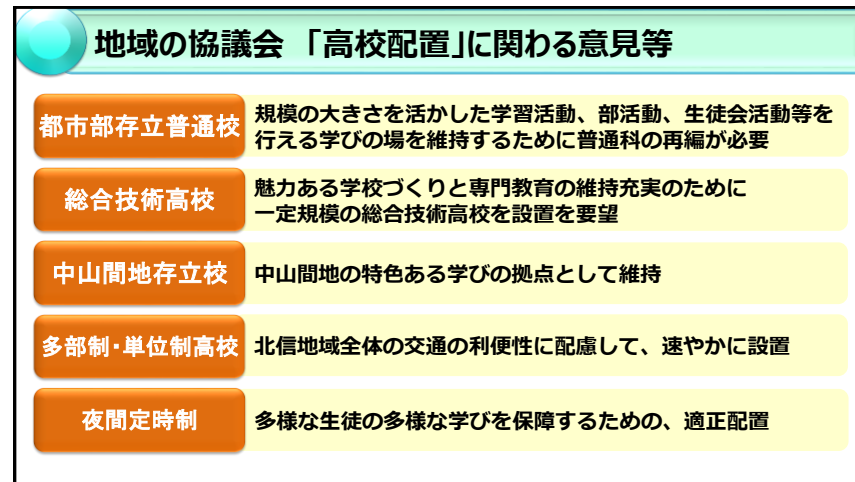 地域の協議会 「高校配置」に関わる意見等
都市部存立普通校
規模の大きさを活かした学習活動、部活動、生徒会活動等を
行える学びの場を維持するために普通科の再編が必要
総合技術高校
魅力ある学校づくりと専門教育の維持充実のために
一定規模の総合技術高校を設置を要望
中山間地存立校
中山間地の特色ある学びの拠点として維持
多部制・単位制高校
北信地域全体の交通の利便性に配慮して、速やかに設置
夜間定時制
多様な生徒の多様な学びを保障するための、適正配置